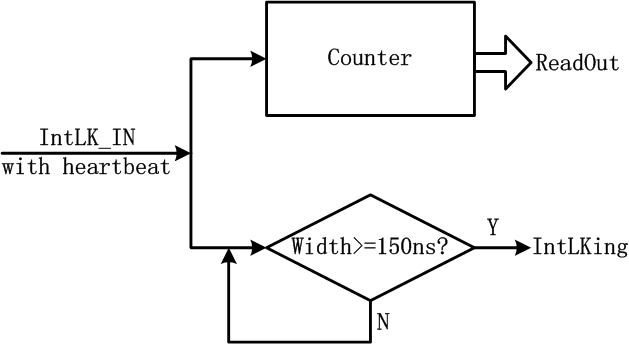 Counter
ReadOut
IntLK_IN
with heartbeat
Width>=150ns?
Y
IntLKing
N